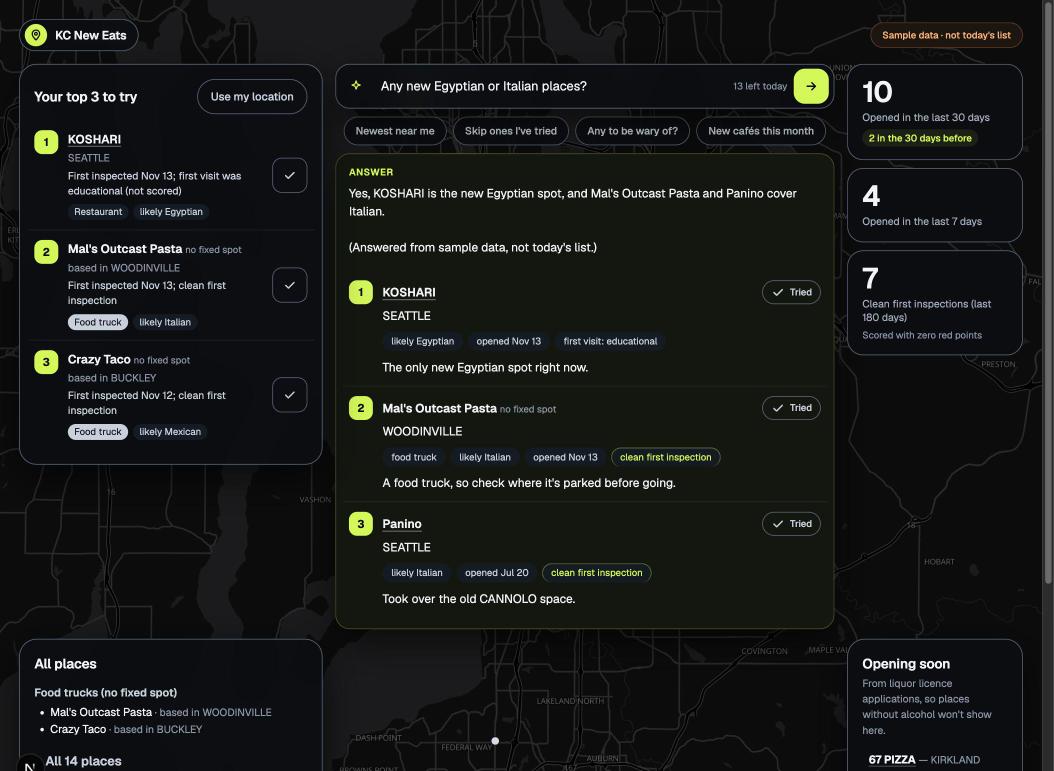 KC New Eats
Sample data · not today's list
Your top 3 to try
Use my location
1
KOSHARI
SEATTLE
First inspected Nov 13; first visit was
educational (not scored)
Restaurant
likely Egyptian
2
Mal's Outcast Pasta no fixed spot
based in WOODINVILLE
First inspected Nov 13; clean first
inspection
Food truck
likely Italian
3
Crazy Taco no fixed spot
based in BUCKLEY
First inspected Nov 12; clean first
inspection
Food truck
likely Mexican
Any new Egyptian or Italian places?
13 left today
Newest near me
Skip ones I've tried
Any to be wary of?
New cafés this month
ANSWER
Yes, KOSHARI is the new Egyptian spot, and Mal's Outcast Pasta and Panino cover
Italian.
(Answered from sample data, not today's list.)
1
KOSHARI
Tried
SEATTLE
likely Egyptian
opened Nov 13
first visit: educational
The only new Egyptian spot right now.
2
Mal's Outcast Pasta no fixed spot
Tried
WOODINVILLE
food truck
likely Italian
opened Nov 13
clean first inspection
A food truck, so check where it's parked before going.
3
Panino
Tried
SEATTLE
likely Italian
opened Jul 20
clean first inspection
Took over the old CANNOLO space.
10
Opened in the last 30 days
2 in the 30 days before
4
Opened in the last 7 days
7
Clean first inspections (last
180 days)
Scored with zero red points
PRESTON
16
VASHON
18
HOBART
COVINGTON
MAPLE VAL
LAKELAND NORTH
DASH POINT
FEDERAL WAY
AUBURN
BROWNS POINT
167
All places
Food trucks (no fixed spot)
• Mal's Outcast Pasta · based in WOODINVILLE
• Crazy Taco · based in BUCKLEY
All 14 places
N
Opening soon
From liquor licence
applications, so places
without alcohol won't show
here.
67 PIZZA — KIRKLAND